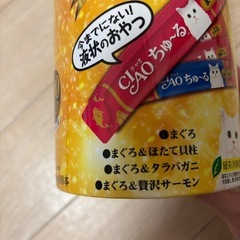 今までにない!
液状のおやつ
CIAO ちゅ〜る
CIAO ちゅ〜る
●まぐろ
●まぐろ&ほたて貝柱
●まぐろ&タラバガニ
●まぐろ&贅沢サーモン
本